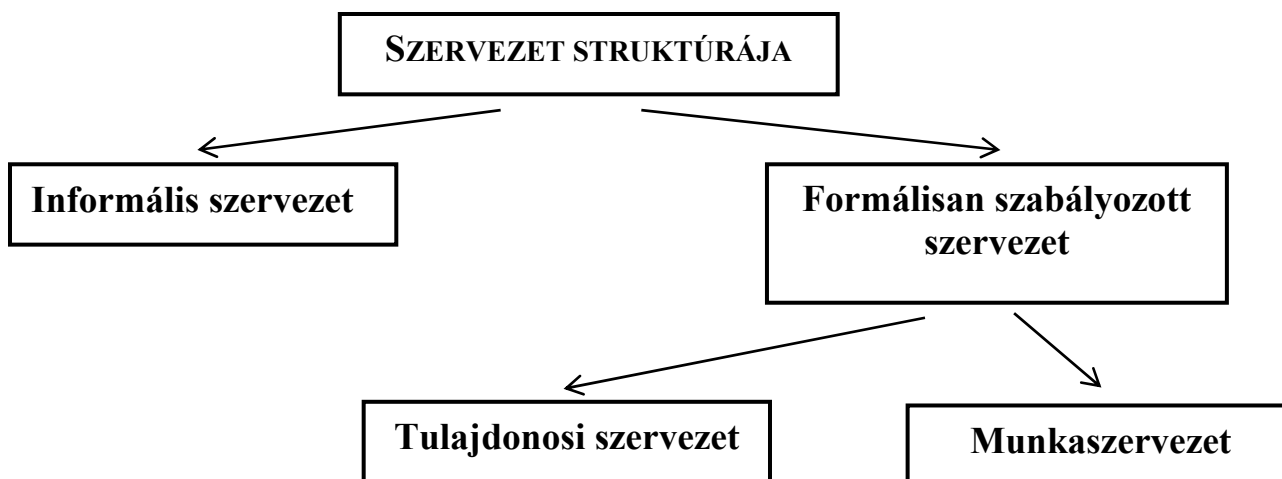 SZERVEZET STRUKTÚRÁJA
Informális szervezet
Formálisan szabályozott
szervezet
Tulajdonosi szervezet
Munkaszervezet